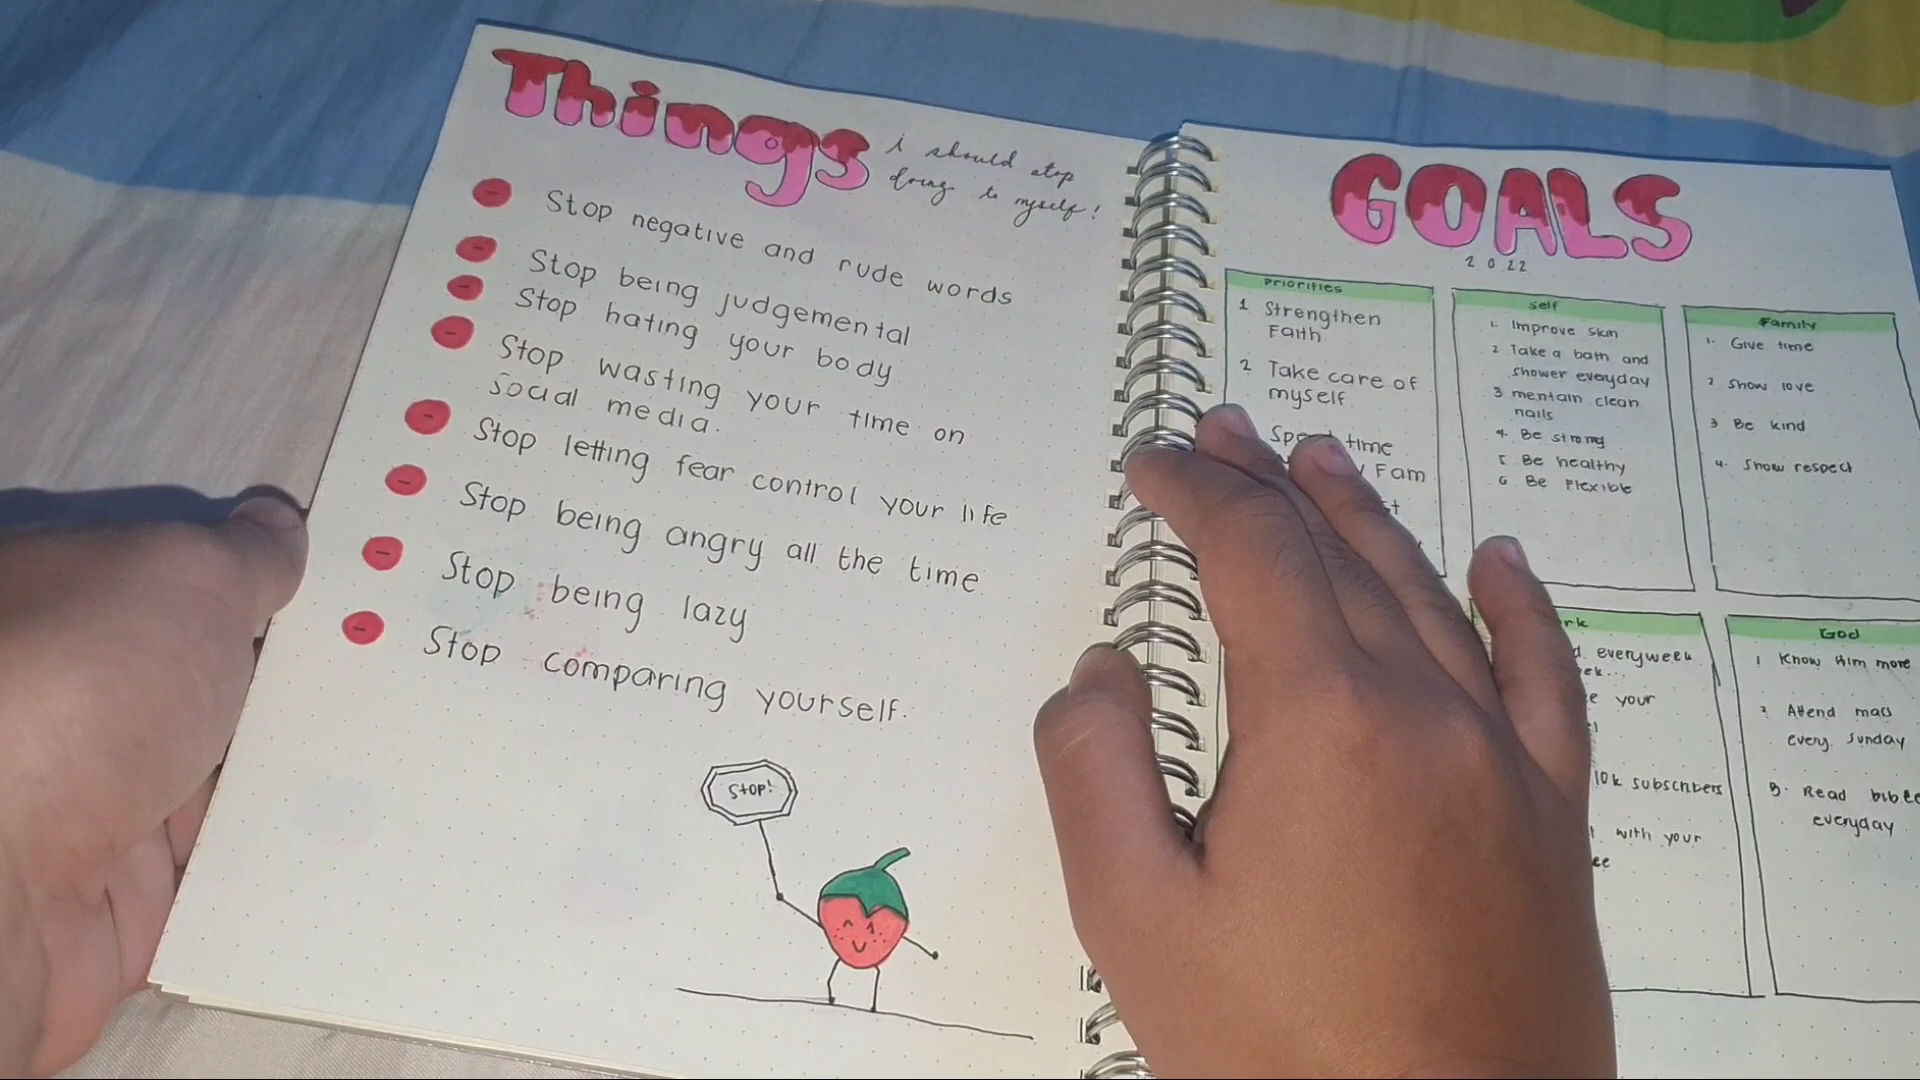 Things
i should stop
doing to myself!
Stop negative and rude words
Stop being judgemental
Stop hating your body
Stop wasting your time on
social media.
Stop letting fear control your life
Stop being angry all the time
Stop being lazy
Stop comparing yourself.
Stop!
GOALS
2022
Priorities
1 Strengthen
Faith
2 Take care of
myself
time
Fam
Self
1. Improve skin
2 Take a bath and
shower everyday
3 mentain clean
nails
4. Be strong
5 Be healthy
6 Be Flexible
Family
1. Give time
2 Show love
3 Be kind
4. Show respect
everyweek
your
10k subscribers
with your
God
1 Know Him more
2 Attend mass
every Sunday
3. Read bible
everyday